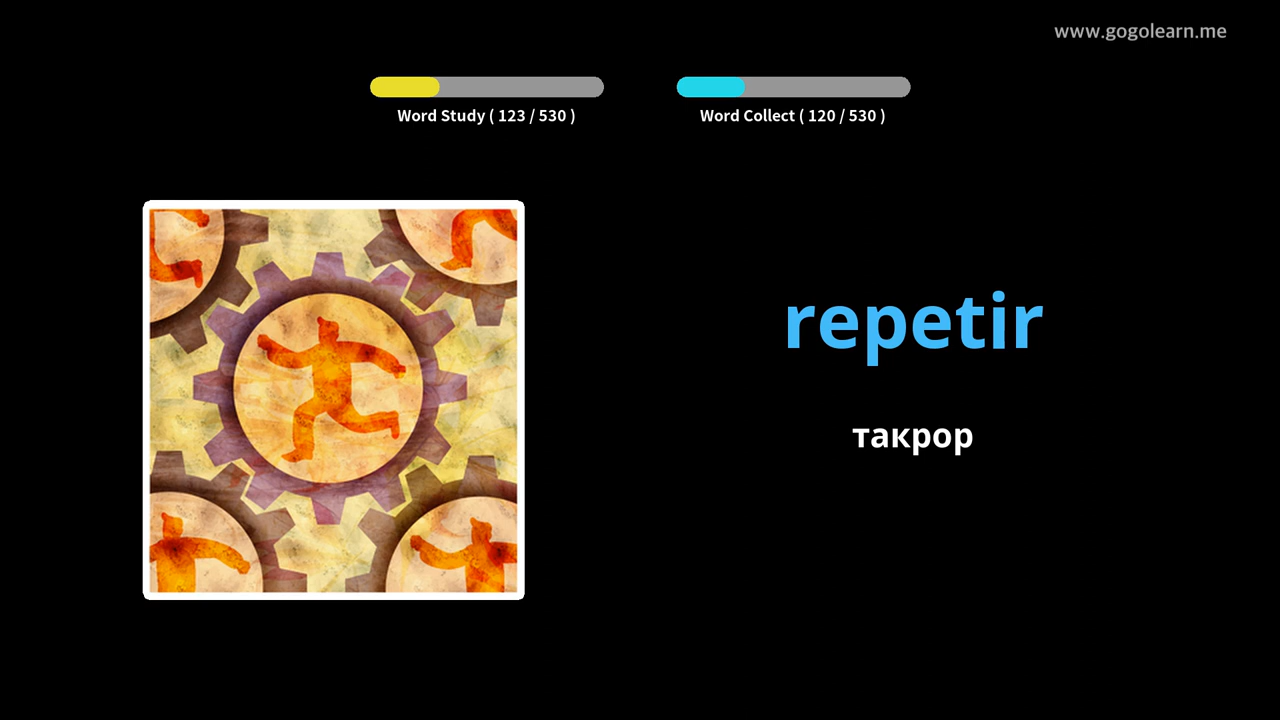 www.gogolearn.me
Word Study ( 123 / 530 )
Word Collect ( 120 / 530 )
repetir
такрор